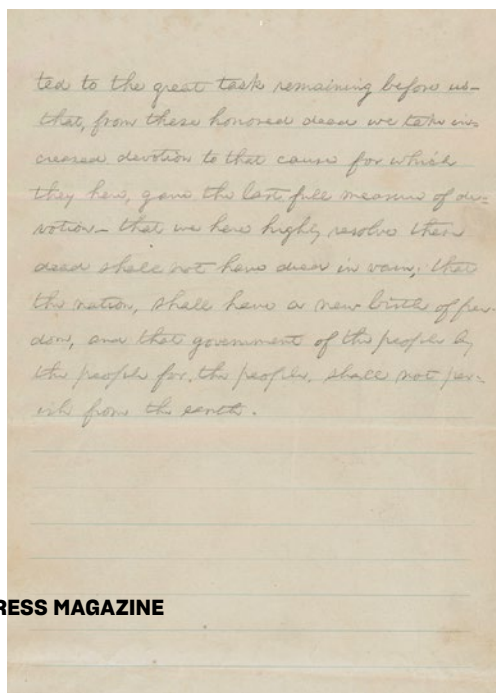 ted to the great task remaining before us—
that, from these honored dead we take in=
creased devotion to that cause for which
they here, gave the last full measure of de=
votion— that we here highly resolve these
dead shall not have died in vain; that
the nation, shall have a new birth of free=
dom, and that government of the people by
the people for the people, shall not per=
ish from the earth.
RESS MAGAZINE